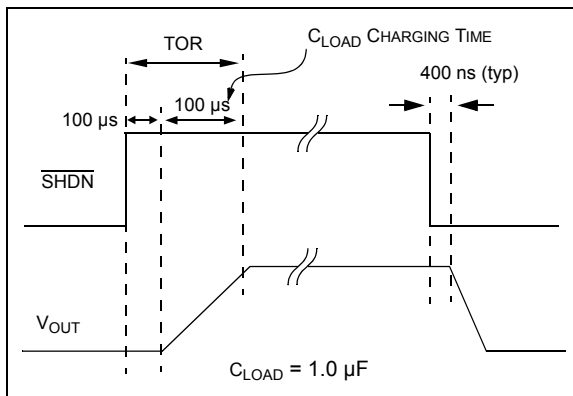 TOR
CLOAD CHARGING TIME
400 ns (typ)
100 µs
100 µs
SHDN
VOUT
CLOAD = 1.0 µF